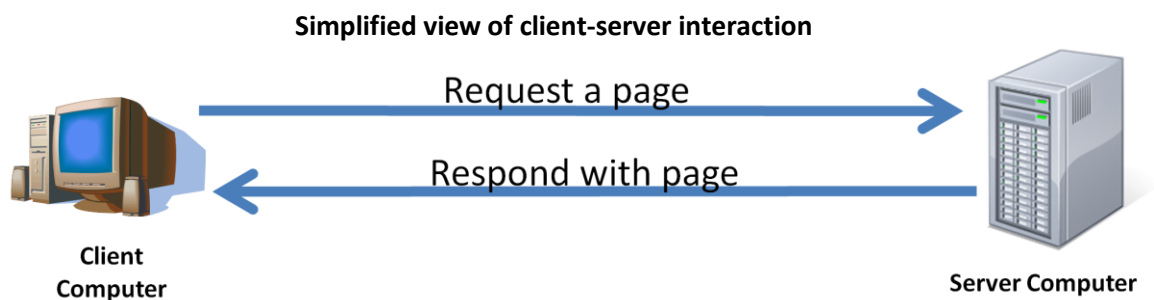 Simplified view of client-server interaction
Request a page
Respond with page
Client
Computer
Server Computer